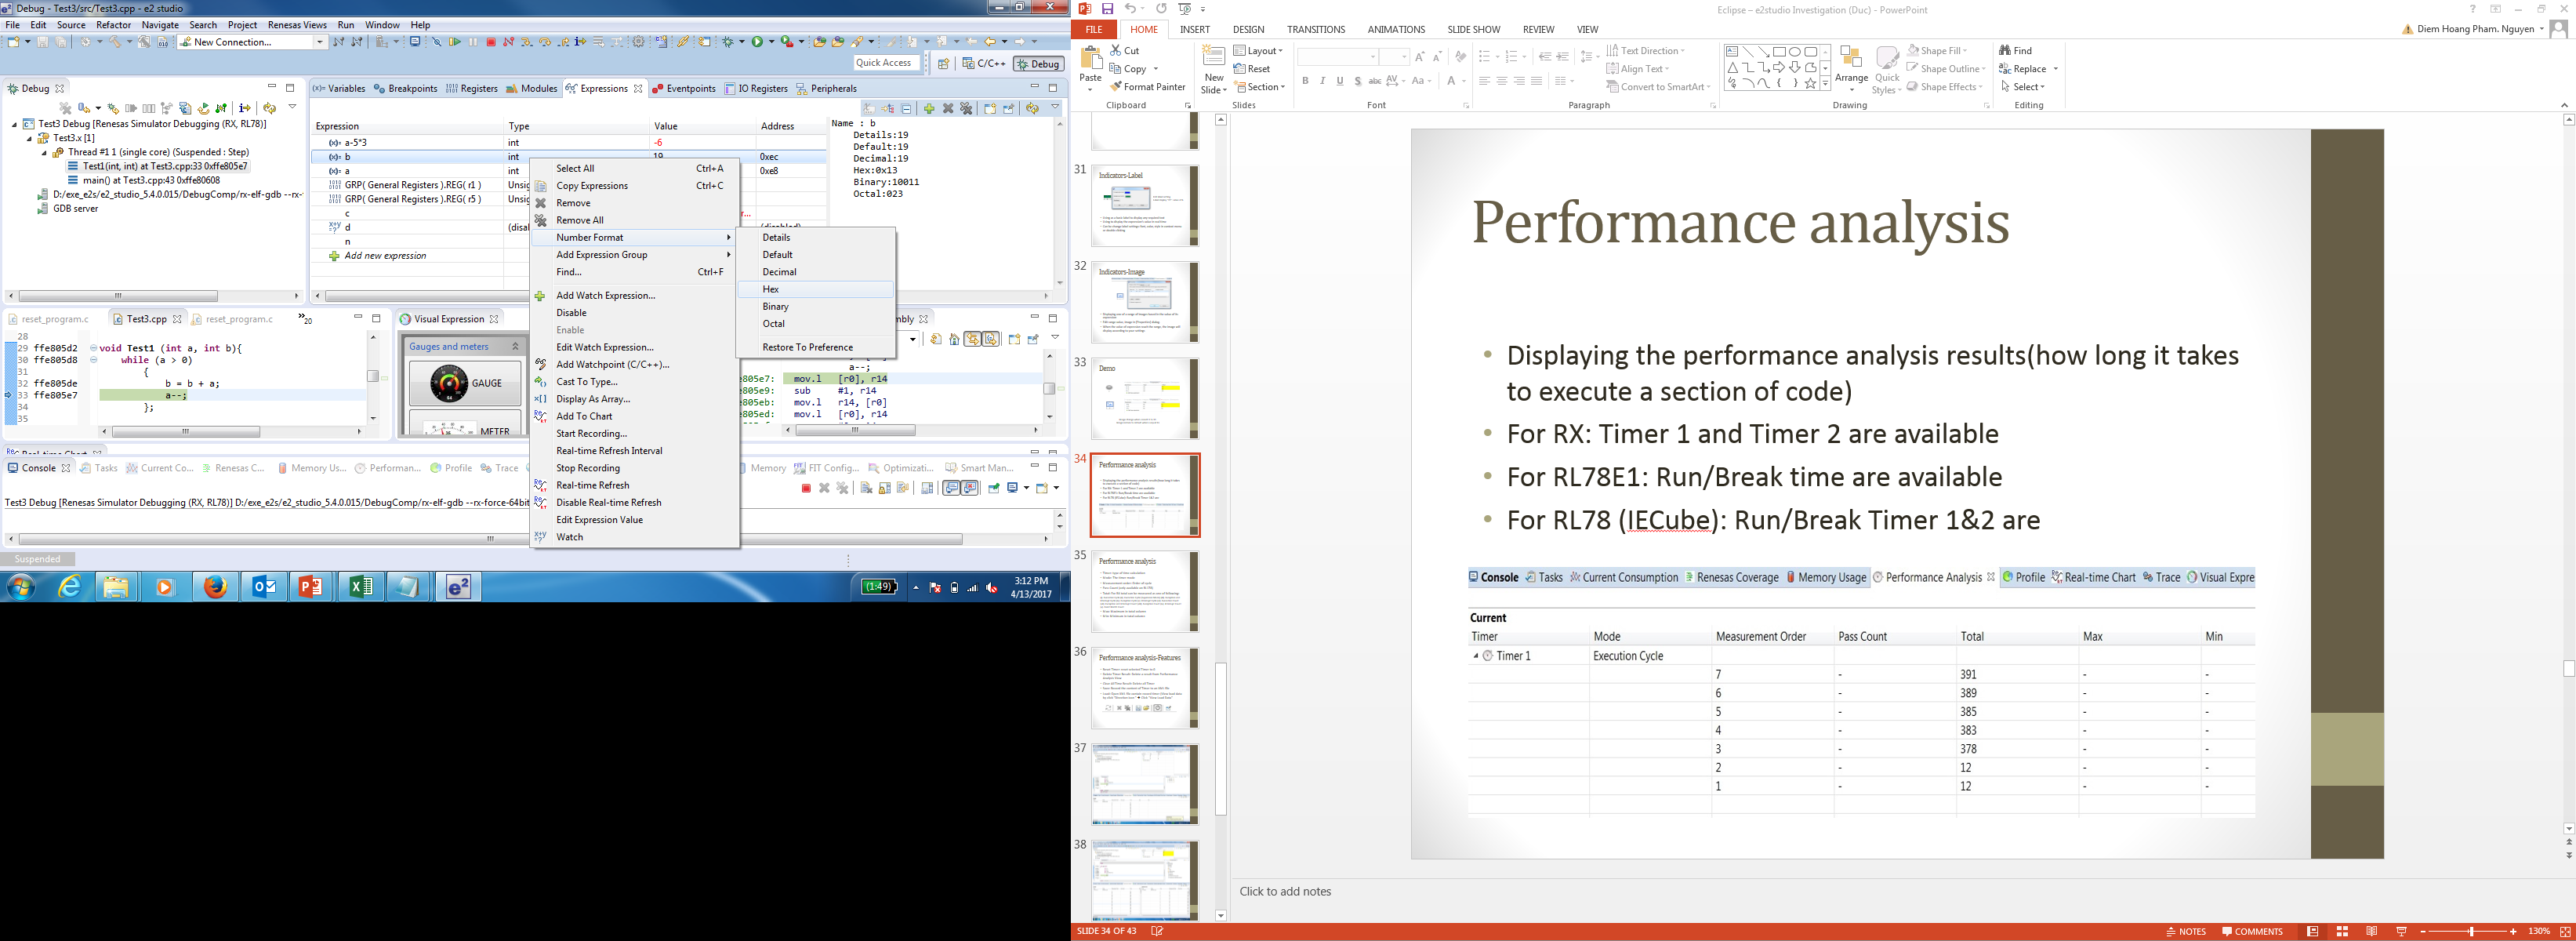 Debug - Test3/src/Test3.cpp - e2 studio
File Edit Source Refactor Navigate Search Project Renesas Views Run Window Help
New Connection...
Quick Access C/C++ Debug
Debug
Test3 Debug [Renesas Simulator Debugging (RX, RL78)]
Test3.x [1]
Thread #1 1 (single core) (Suspended : Step)
Test1(int, int) at Test3.cpp:33 0xffe805e7
main() at Test3.cpp:43 0xffe80608
D:/exe_e2s/e2_studio_5.4.0.015/DebugComp/rx-elf-gdb --rx-f
GDB server
(x)= Variables Breakpoints Registers Modules Expressions Eventpoints IO Registers Peripherals
Expression Type Value Address
(x)= a-5*3 int -6
(x)= b int 19 0xec
(x)= a int 0xe8
GRP( General Registers ).REG( r1 ) Unsig
GRP( General Registers ).REG( r5 ) Unsig
c
d (disal (disabled)
n
Add new expression
Name : b
Details:19
Default:19
Decimal:19
Hex:0x13
Binary:10011
Octal:023
Select All Ctrl+A
Copy Expressions Ctrl+C
Remove
Remove All
Number Format
Add Expression Group
Find... Ctrl+F
Add Watch Expression...
Disable
Enable
Edit Watch Expression...
Add Watchpoint (C/C++)...
Cast To Type...
Display As Array...
Add To Chart
Start Recording...
Real-time Refresh Interval
Stop Recording
Real-time Refresh
Disable Real-time Refresh
Edit Expression Value
Watch
Details
Default
Decimal
Hex
Binary
Octal
Restore To Preference
reset_program.c Test3.cpp reset_program.c 20
28
29 ffe805d2 void Test1 (int a, int b){
30 ffe805d8 while (a > 0)
31 {
32 ffe805de b = b + a;
33 ffe805e7 a--;
34 };
35
Visual Expression
Gauges and meters
GAUGE
METER
mbly
a--;
e805e7: mov.l [r0], r14
e805e9: sub #1, r14
e805eb: mov.l r14, [r0]
e805ed: mov.l [r0], r14
Real-time Chart
Console Tasks Current Co... Renesas C... Memory Us... Performan... Profile Trace
Memory FIT Config... Optimizati... Smart Man...
Test3 Debug [Renesas Simulator Debugging (RX, RL78)] D:/exe_e2s/e2_studio_5.4.0.015/DebugComp/rx-elf-gdb --rx-force-64bit
Suspended
(1:49)
3:12 PM
4/13/2017
Eclipse – e2studio Investigation (Duc) - PowerPoint
FILE HOME INSERT DESIGN TRANSITIONS ANIMATIONS SLIDE SHOW REVIEW VIEW
Diem Hoang Pham. Nguyen
Paste
Cut
Copy
Format Painter
Clipboard
New Slide
Layout
Reset
Section
Slides
Font
Text Direction
Align Text
Convert to SmartArt
Paragraph
Arrange
Quick Styles
Shape Fill
Shape Outline
Shape Effects
Drawing
Find
Replace
Select
Editing
31
Indicators-Label
32
Indicators-Image
33
Demo
34
Performance analysis
35
Performance analysis
36
Performance analysis-Features
37
38
Performance analysis
• Displaying the performance analysis results(how long it takes
to execute a section of code)
• For RX: Timer 1 and Timer 2 are available
• For RL78E1: Run/Break time are available
• For RL78 (IECube): Run/Break Timer 1&2 are
Console Tasks Current Consumption Renesas Coverage Memory Usage Performance Analysis Profile Real-time Chart Trace Visual Expre
Current
Timer Mode Measurement Order Pass Count Total Max Min
Timer 1 Execution Cycle
7 - 391 - -
6 - 389 - -
5 - 385 - -
4 - 383 - -
3 - 378 - -
2 - 12 - -
1 - 12 - -
Click to add notes
SLIDE 34 OF 43
NOTES COMMENTS 130%